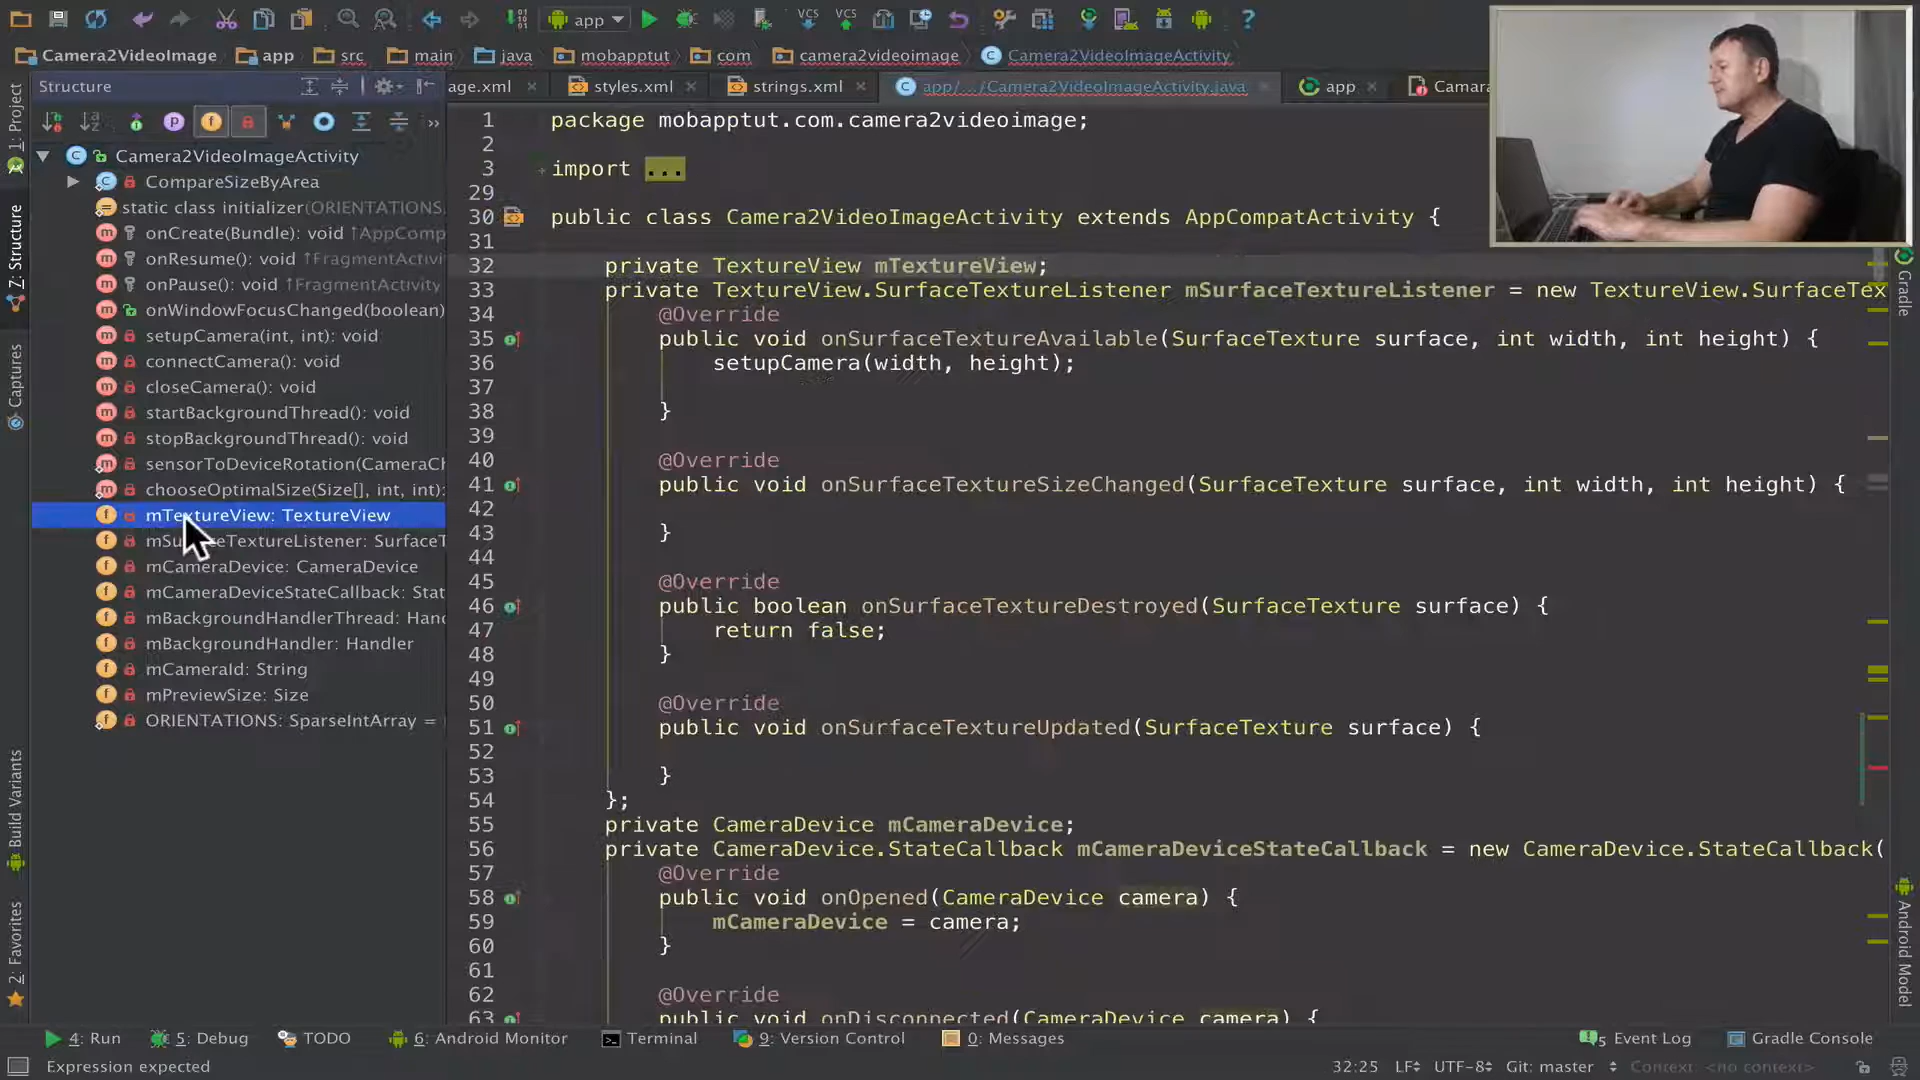 app
Camera2VideoImage
app
src
main
java
mobapptut
com
camera2videoimage
Camera2VideoImageActivity
Structure
age.xml
styles.xml
strings.xml
app/.../Camera2VideoImageActivity.java
app
Camara
1: Project
7: Structure
Captures
Build Variants
2: Favorites
Camera2VideoImageActivity
CompareSizeByArea
static class initializer(ORIENTATIONS.
onCreate(Bundle): void ↑AppComp
onResume(): void ↑FragmentActivi
onPause(): void ↑FragmentActivity
onWindowFocusChanged(boolean)
setupCamera(int, int): void
connectCamera(): void
closeCamera(): void
startBackgroundThread(): void
stopBackgroundThread(): void
sensorToDeviceRotation(CameraCh
chooseOptimalSize(Size[], int, int):
mTextureView: TextureView
TextureListener: SurfaceT
mCameraDevice: CameraDevice
mCameraDeviceStateCallback: Stat
mBackgroundHandlerThread: Hand
mBackgroundHandler: Handler
mCameraId: String
mPreviewSize: Size
ORIENTATIONS: SparseIntArray =
1 package mobapptut.com.camera2videoimage;
2
3 import ...
29
30 public class Camera2VideoImageActivity extends AppCompatActivity {
31
32 private TextureView mTextureView;
33 private TextureView.SurfaceTextureListener mSurfaceTextureListener = new TextureView.SurfaceTex
34 @Override
35 public void onSurfaceTextureAvailable(SurfaceTexture surface, int width, int height) {
36 setupCamera(width, height);
37
38 }
39
40 @Override
41 public void onSurfaceTextureSizeChanged(SurfaceTexture surface, int width, int height) {
42
43 }
44
45 @Override
46 public boolean onSurfaceTextureDestroyed(SurfaceTexture surface) {
47 return false;
48 }
49
50 @Override
51 public void onSurfaceTextureUpdated(SurfaceTexture surface) {
52
53 }
54 };
55 private CameraDevice mCameraDevice;
56 private CameraDevice.StateCallback mCameraDeviceStateCallback = new CameraDevice.StateCallback(
57 @Override
58 public void onOpened(CameraDevice camera) {
59 mCameraDevice = camera;
60 }
61
62 @Override
63 public void onDisconnected(CameraDevice camera) {
Gradle
Android Model
4: Run
5: Debug
TODO
6: Android Monitor
Terminal
9: Version Control
0: Messages
5 Event Log
Gradle Console
Expression expected
32:25
LF
UTF-8
Git: master
Context: <no context>